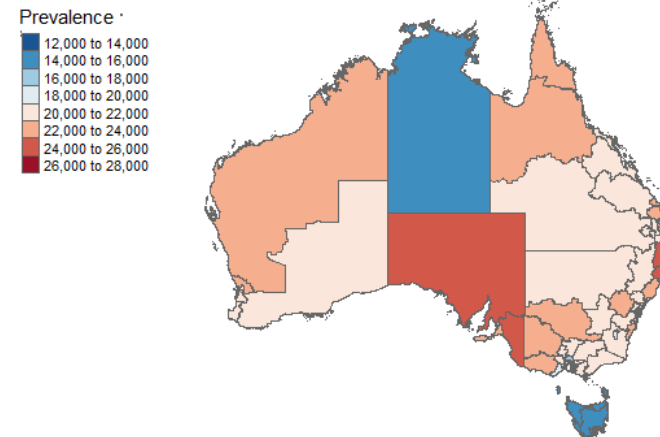 Prevalence
12,000 to 14,000
14,000 to 16,000
16,000 to 18,000
18,000 to 20,000
20,000 to 22,000
22,000 to 24,000
24,000 to 26,000
26,000 to 28,000